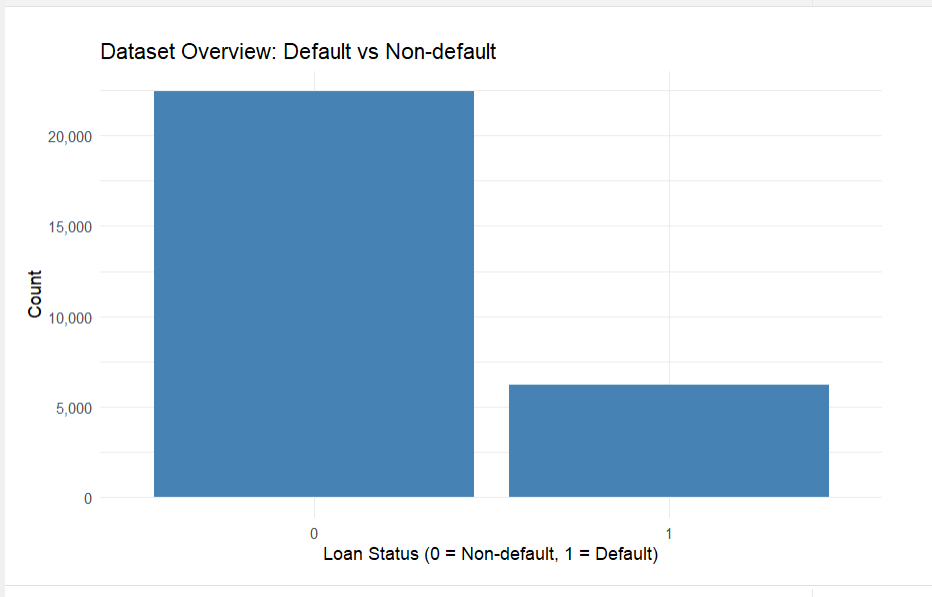 Dataset Overview: Default vs Non-default
20,000
15,000
10,000
5,000
0
Count
0 1
Loan Status (0 = Non-default, 1 = Default)